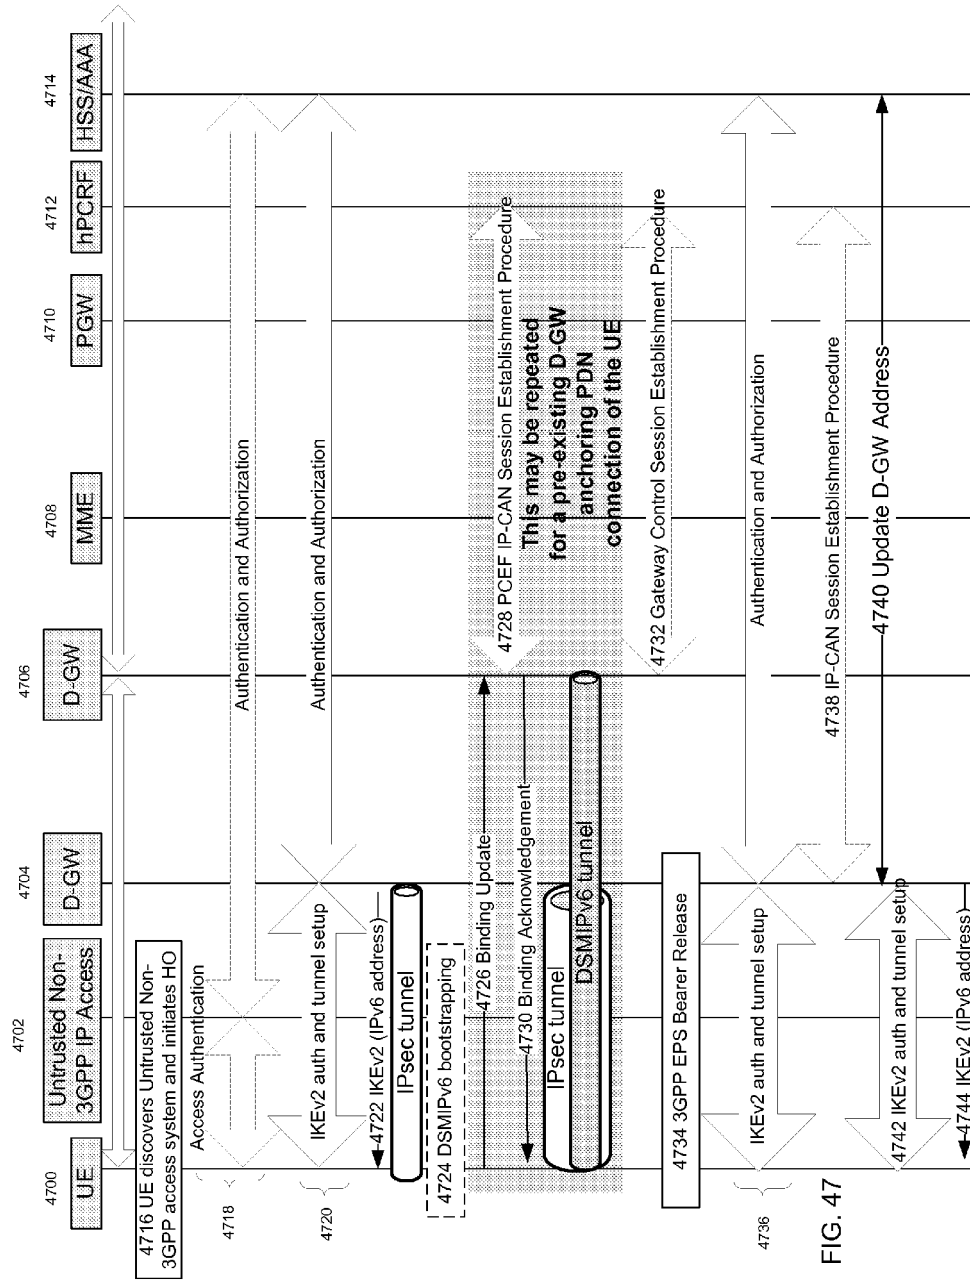 4700
4702
4704
4706
4708
4710
4712
4714
UE
Untrusted Non-
3GPP IP Access
D-GW
D-GW
MME
PGW
hPCRF
HSS/AAA
4716 UE discovers Untrusted Non-
3GPP access system and initiates HO
Access Authentication
Authentication and Authorization
4718
IKEv2 auth and tunnel setup
Authentication and Authorization
4720
4722 IKEv2 (IPv6 address)
IPsec tunnel
4724 DSMIPv6 bootstrapping
4726 Binding Update
4728 PCEF IP-CAN Session Establishment Procedure
4730 Binding Acknowledgement
This may be repeated
for a pre-existing D-GW
anchoring PDN
connection of the UE
IPsec tunnel
DSMIPv6 tunnel
4732 Gateway Control Session Establishment Procedure
4734 3GPP EPS Bearer Release
IKEv2 auth and tunnel setup
Authentication and Authorization
4736
4738 IP-CAN Session Establishment Procedure
4740 Update D-GW Address
4742 IKEv2 auth and tunnel setup
4744 IKEv2 (IPv6 address)
FIG. 47